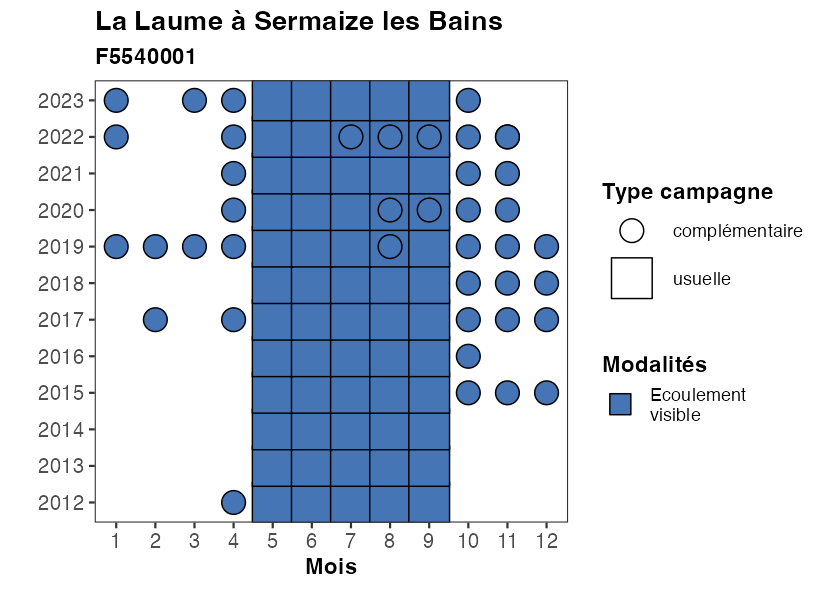 La Laume à Sermaize les Bains
F5540001
2023
2022
2021
2020
2019
2018
2017
2016
2015
2014
2013
2012
1 2 3 4 5 6 7 8 9 10 11 12
Mois
Type campagne
complémentaire
usuelle
Modalités
Ecoulement
visible